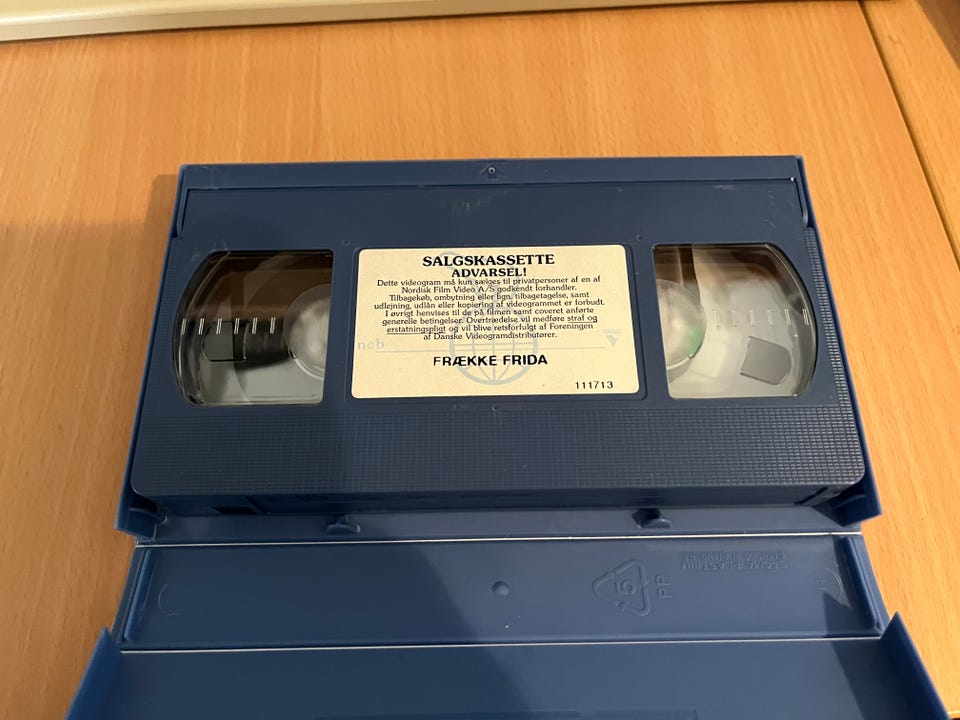 SALGSKASSETTE
ADVARSEL!
Dette videogram må kun sælges til privatpersoner af en af
Nordisk Film Video A/S godkendt forhandler.
Tilbagekøb, ombytning eller lign. tilbagetagelse, samt
udlejning, udlån eller kopiering af videogrammet er forbudt.
I øvrigt henvises til de på filmen samt coveret anførte
generelle betingelser. Overtrædelse vil medføre straf og
erstatningspligt og vil blive retsforfulgt af Foreningen
af Danske Videogramdistributører.
ncb
FRÆKKE FRIDA
111713
5
PP